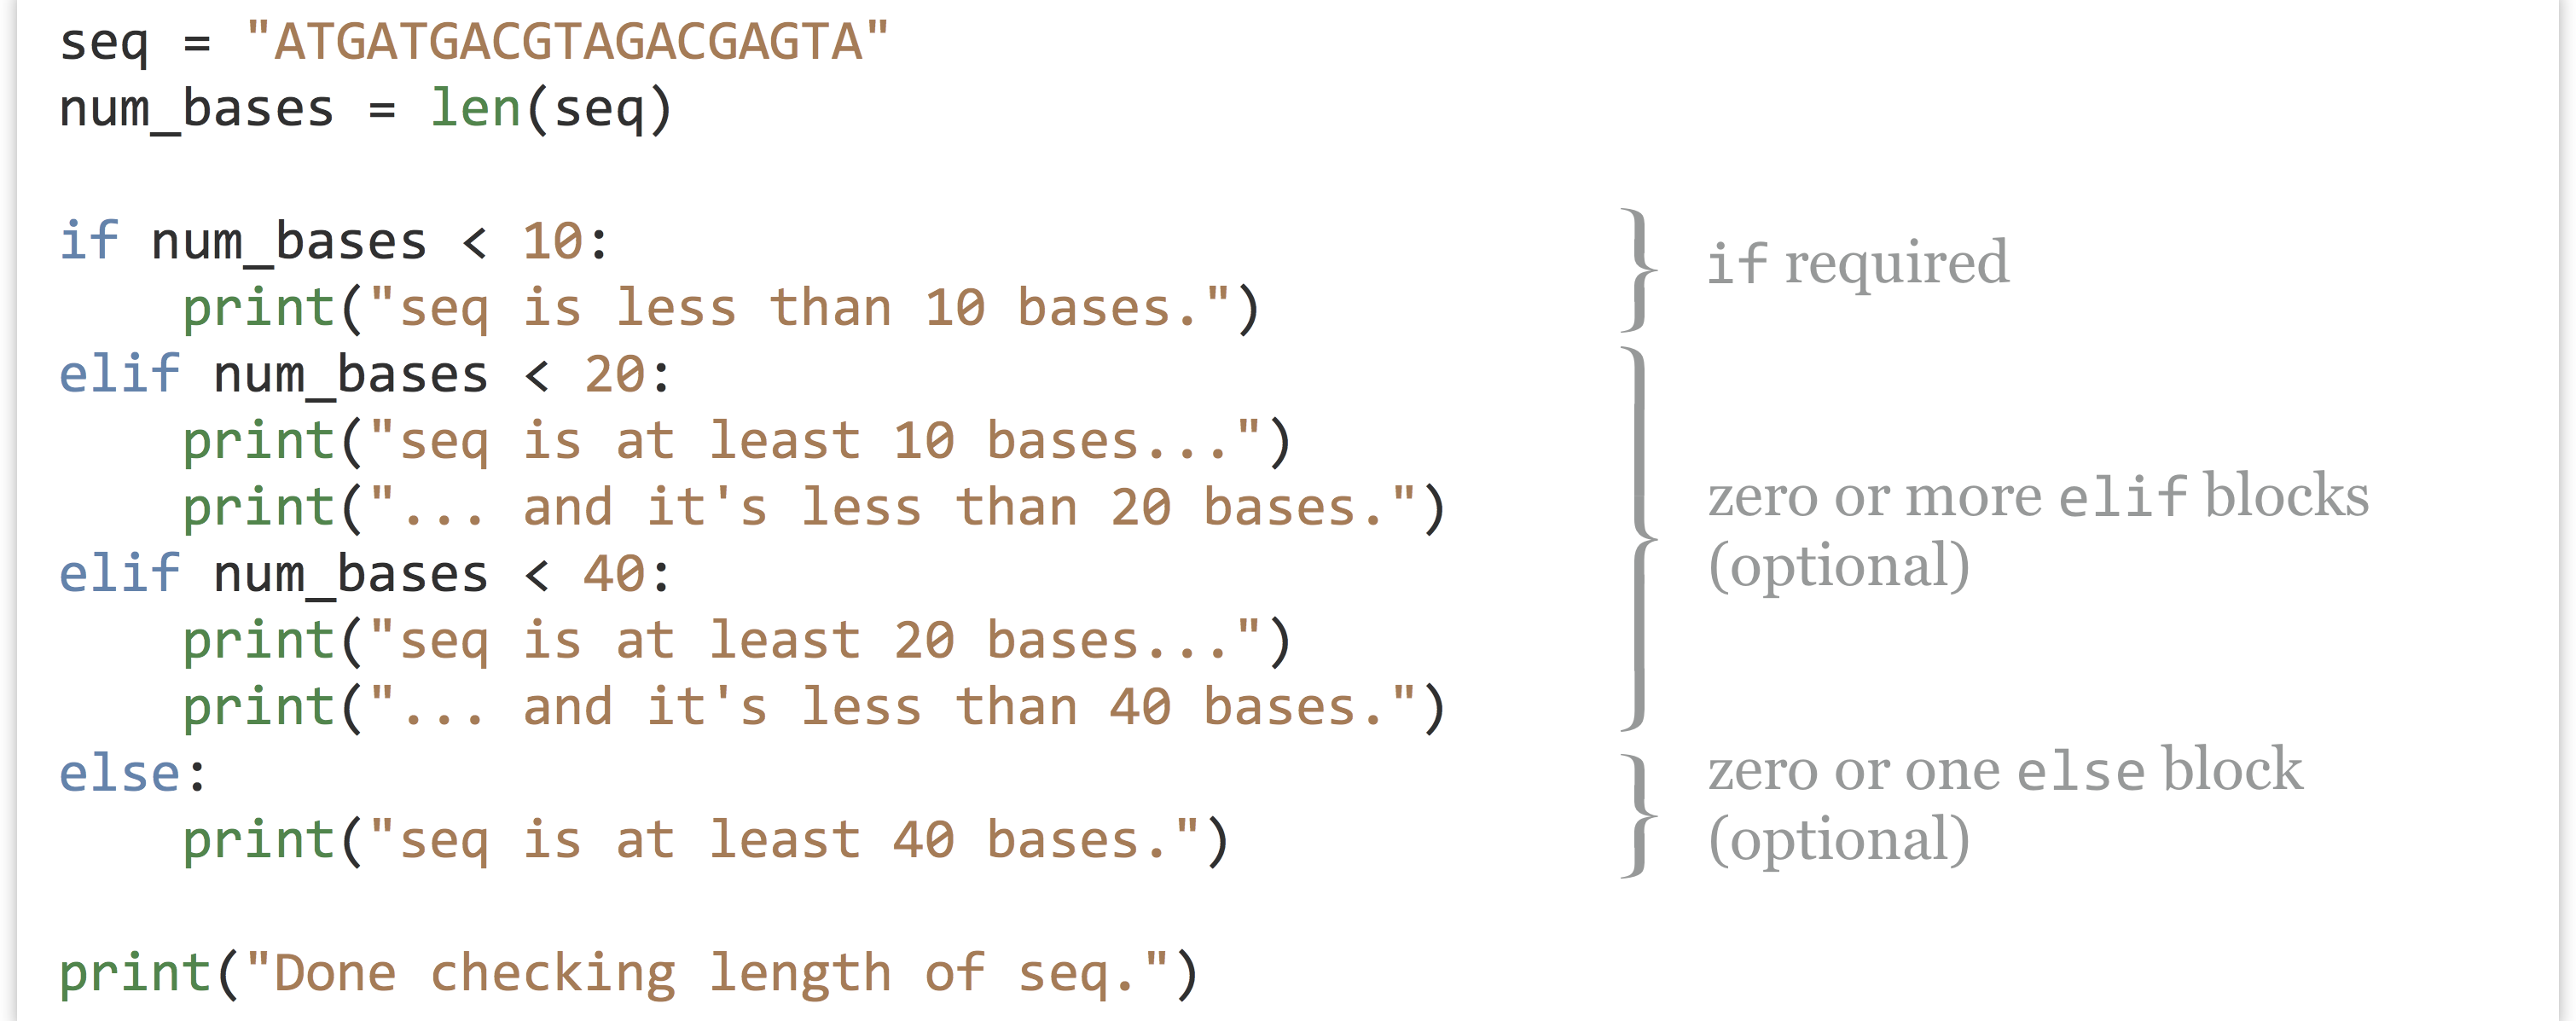 seq = "ATGATGACGTAGACGAGTA"
num_bases = len(seq)

if num_bases < 10:
    print("seq is less than 10 bases.")
elif num_bases < 20:
    print("seq is at least 10 bases...")
    print("... and it's less than 20 bases.")
elif num_bases < 40:
    print("seq is at least 20 bases...")
    print("... and it's less than 40 bases.")
else:
    print("seq is at least 40 bases.")

print("Done checking length of seq.")
if required
zero or more elif blocks
(optional)
zero or one else block
(optional)